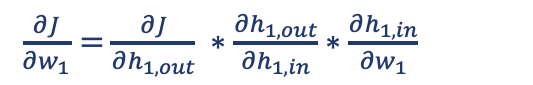 ∂J/∂w₁ = ∂J/∂h₁,out * ∂h₁,out/∂h₁,in * ∂h₁,in/∂w₁